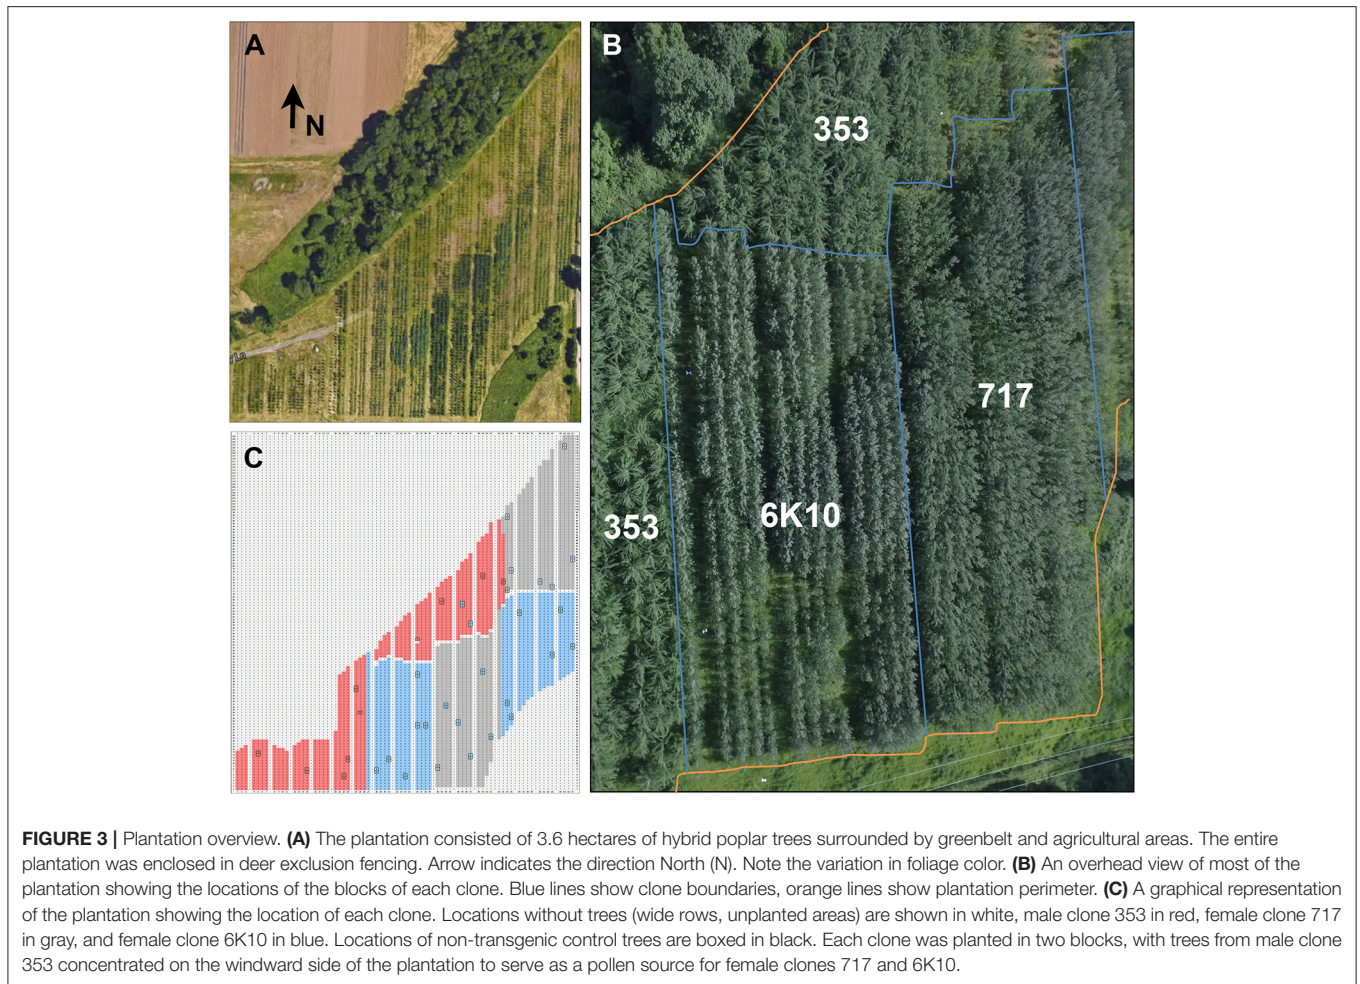 A
N
B
353
717
353
6K10
C
FIGURE 3 | Plantation overview. (A) The plantation consisted of 3.6 hectares of hybrid poplar trees surrounded by greenbelt and agricultural areas. The entire
plantation was enclosed in deer exclusion fencing. Arrow indicates the direction North (N). Note the variation in foliage color. (B) An overhead view of most of the
plantation showing the locations of the blocks of each clone. Blue lines show clone boundaries, orange lines show plantation perimeter. (C) A graphical representation
of the plantation showing the location of each clone. Locations without trees (wide rows, unplanted areas) are shown in white, male clone 353 in red, female clone 717
in gray, and female clone 6K10 in blue. Locations of non-transgenic control trees are boxed in black. Each clone was planted in two blocks, with trees from male clone
353 concentrated on the windward side of the plantation to serve as a pollen source for female clones 717 and 6K10.